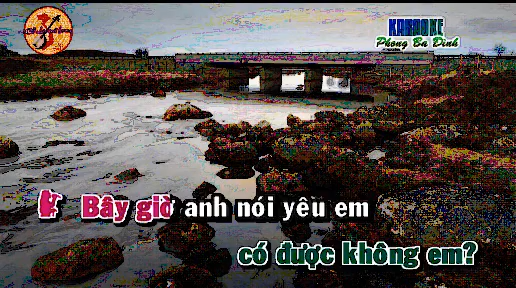 KARAOKE
Phong Ba Đình
Bây giờ anh nói yêu em
có được không em?